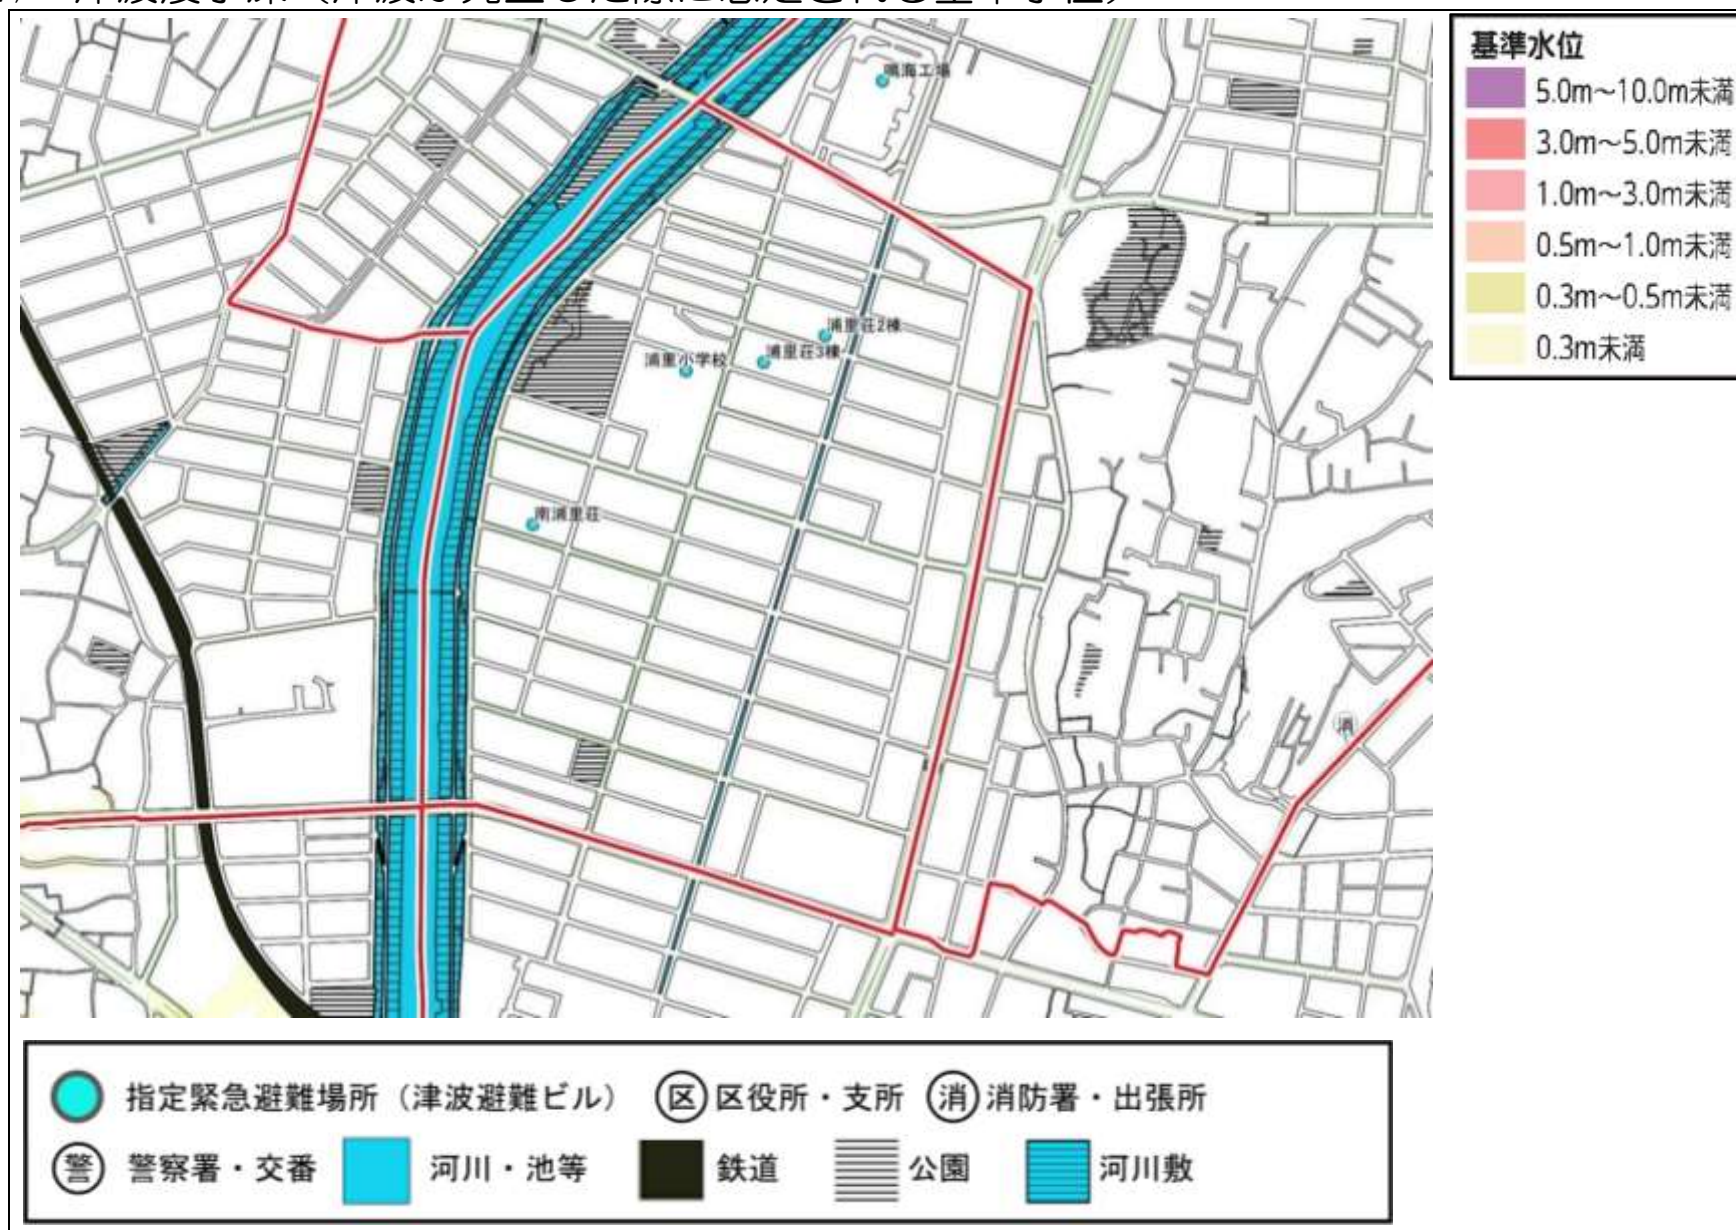 基準水位
5.0m～10.0m未満
3.0m～5.0m未満
1.0m～3.0m未満
0.5m～1.0m未満
0.3m～0.5m未満
0.3m未満
鳴海工場
浦里荘2棟
浦里荘3棟
浦里小学校
南浦里荘
消
指定緊急避難場所（津波避難ビル） 区 区役所・支所 消 消防署・出張所
警 警察署・交番 河川・池等 鉄道 公園 河川敷